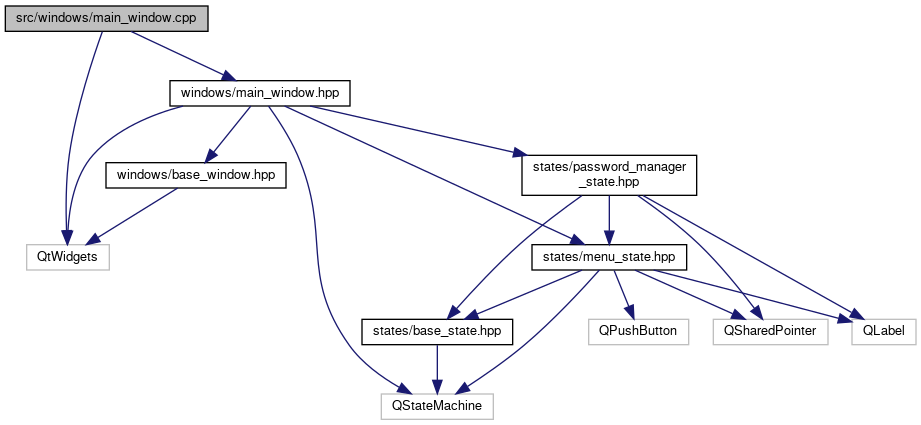 src/windows/main_window.cpp
windows/main_window.hpp
states/password_manager
_state.hpp
windows/base_window.hpp
QtWidgets
states/menu_state.hpp
states/base_state.hpp
QPushButton
QSharedPointer
QLabel
QStateMachine